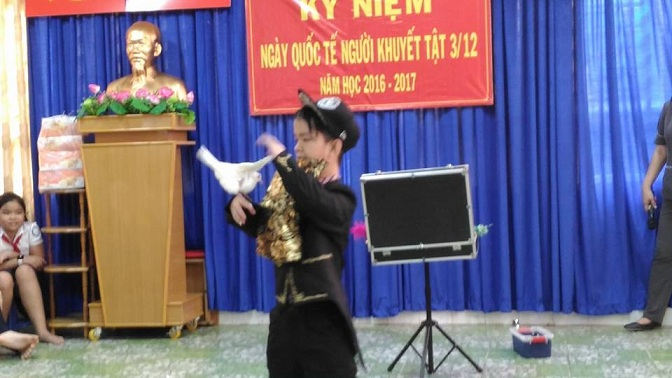 KỶ NIỆM
NGÀY QUỐC TẾ NGƯỜI KHUYẾT TẬT 3/12
NĂM HỌC 2016 - 2017